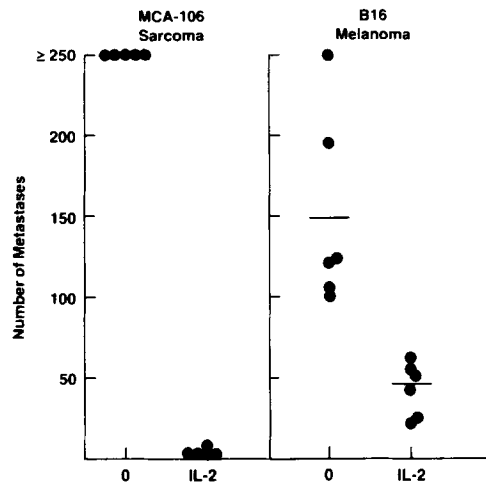 MCA-106
Sarcoma
B16
Melanoma
Number of Metastases
≥ 250
200
150
100
50
0
IL-2
0
IL-2